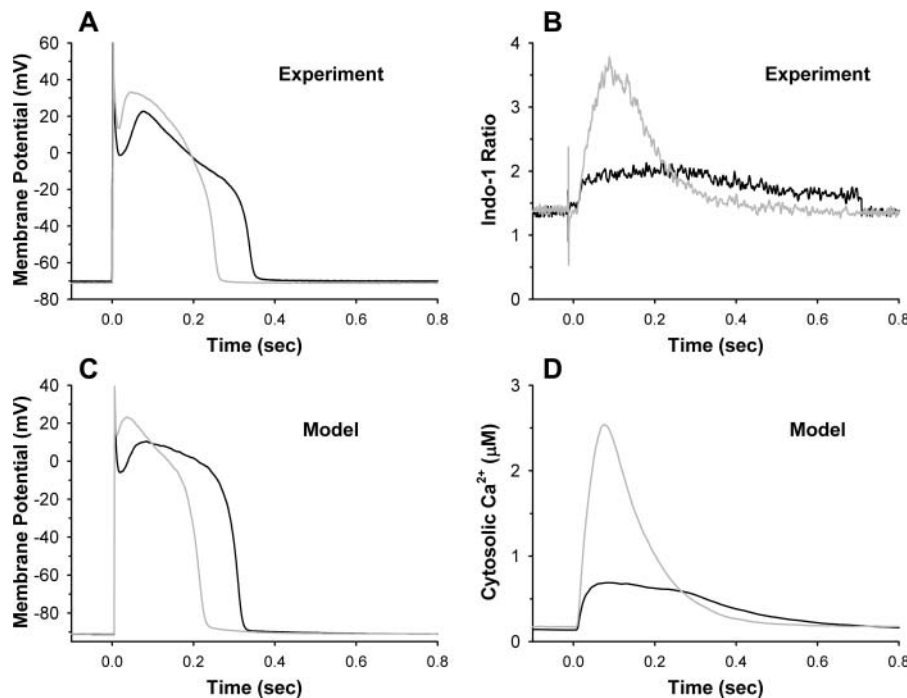 A
60
40
20
0
-20
-40
-60
-80
Membrane Potential (mV)
Experiment
0.0 0.2 0.4 0.6 0.8
Time (sec)
B
4
3
2
1
0
Indo-1 Ratio
Experiment
0.0 0.2 0.4 0.6 0.8
Time (sec)
C
40
20
0
-20
-40
-60
-80
Membrane Potential (mV)
Model
0.0 0.2 0.4 0.6 0.8
Time (sec)
D
3
2
1
0
Cytosolic Ca²⁺ (μM)
Model
0.0 0.2 0.4 0.6 0.8
Time (sec)